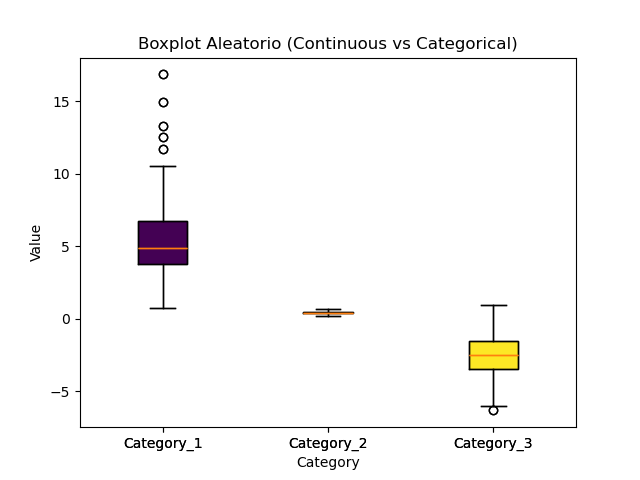 Boxplot Aleatorio (Continuous vs Categorical)
Value
15
10
5
0
−5
Category_1 Category_2 Category_3
Category